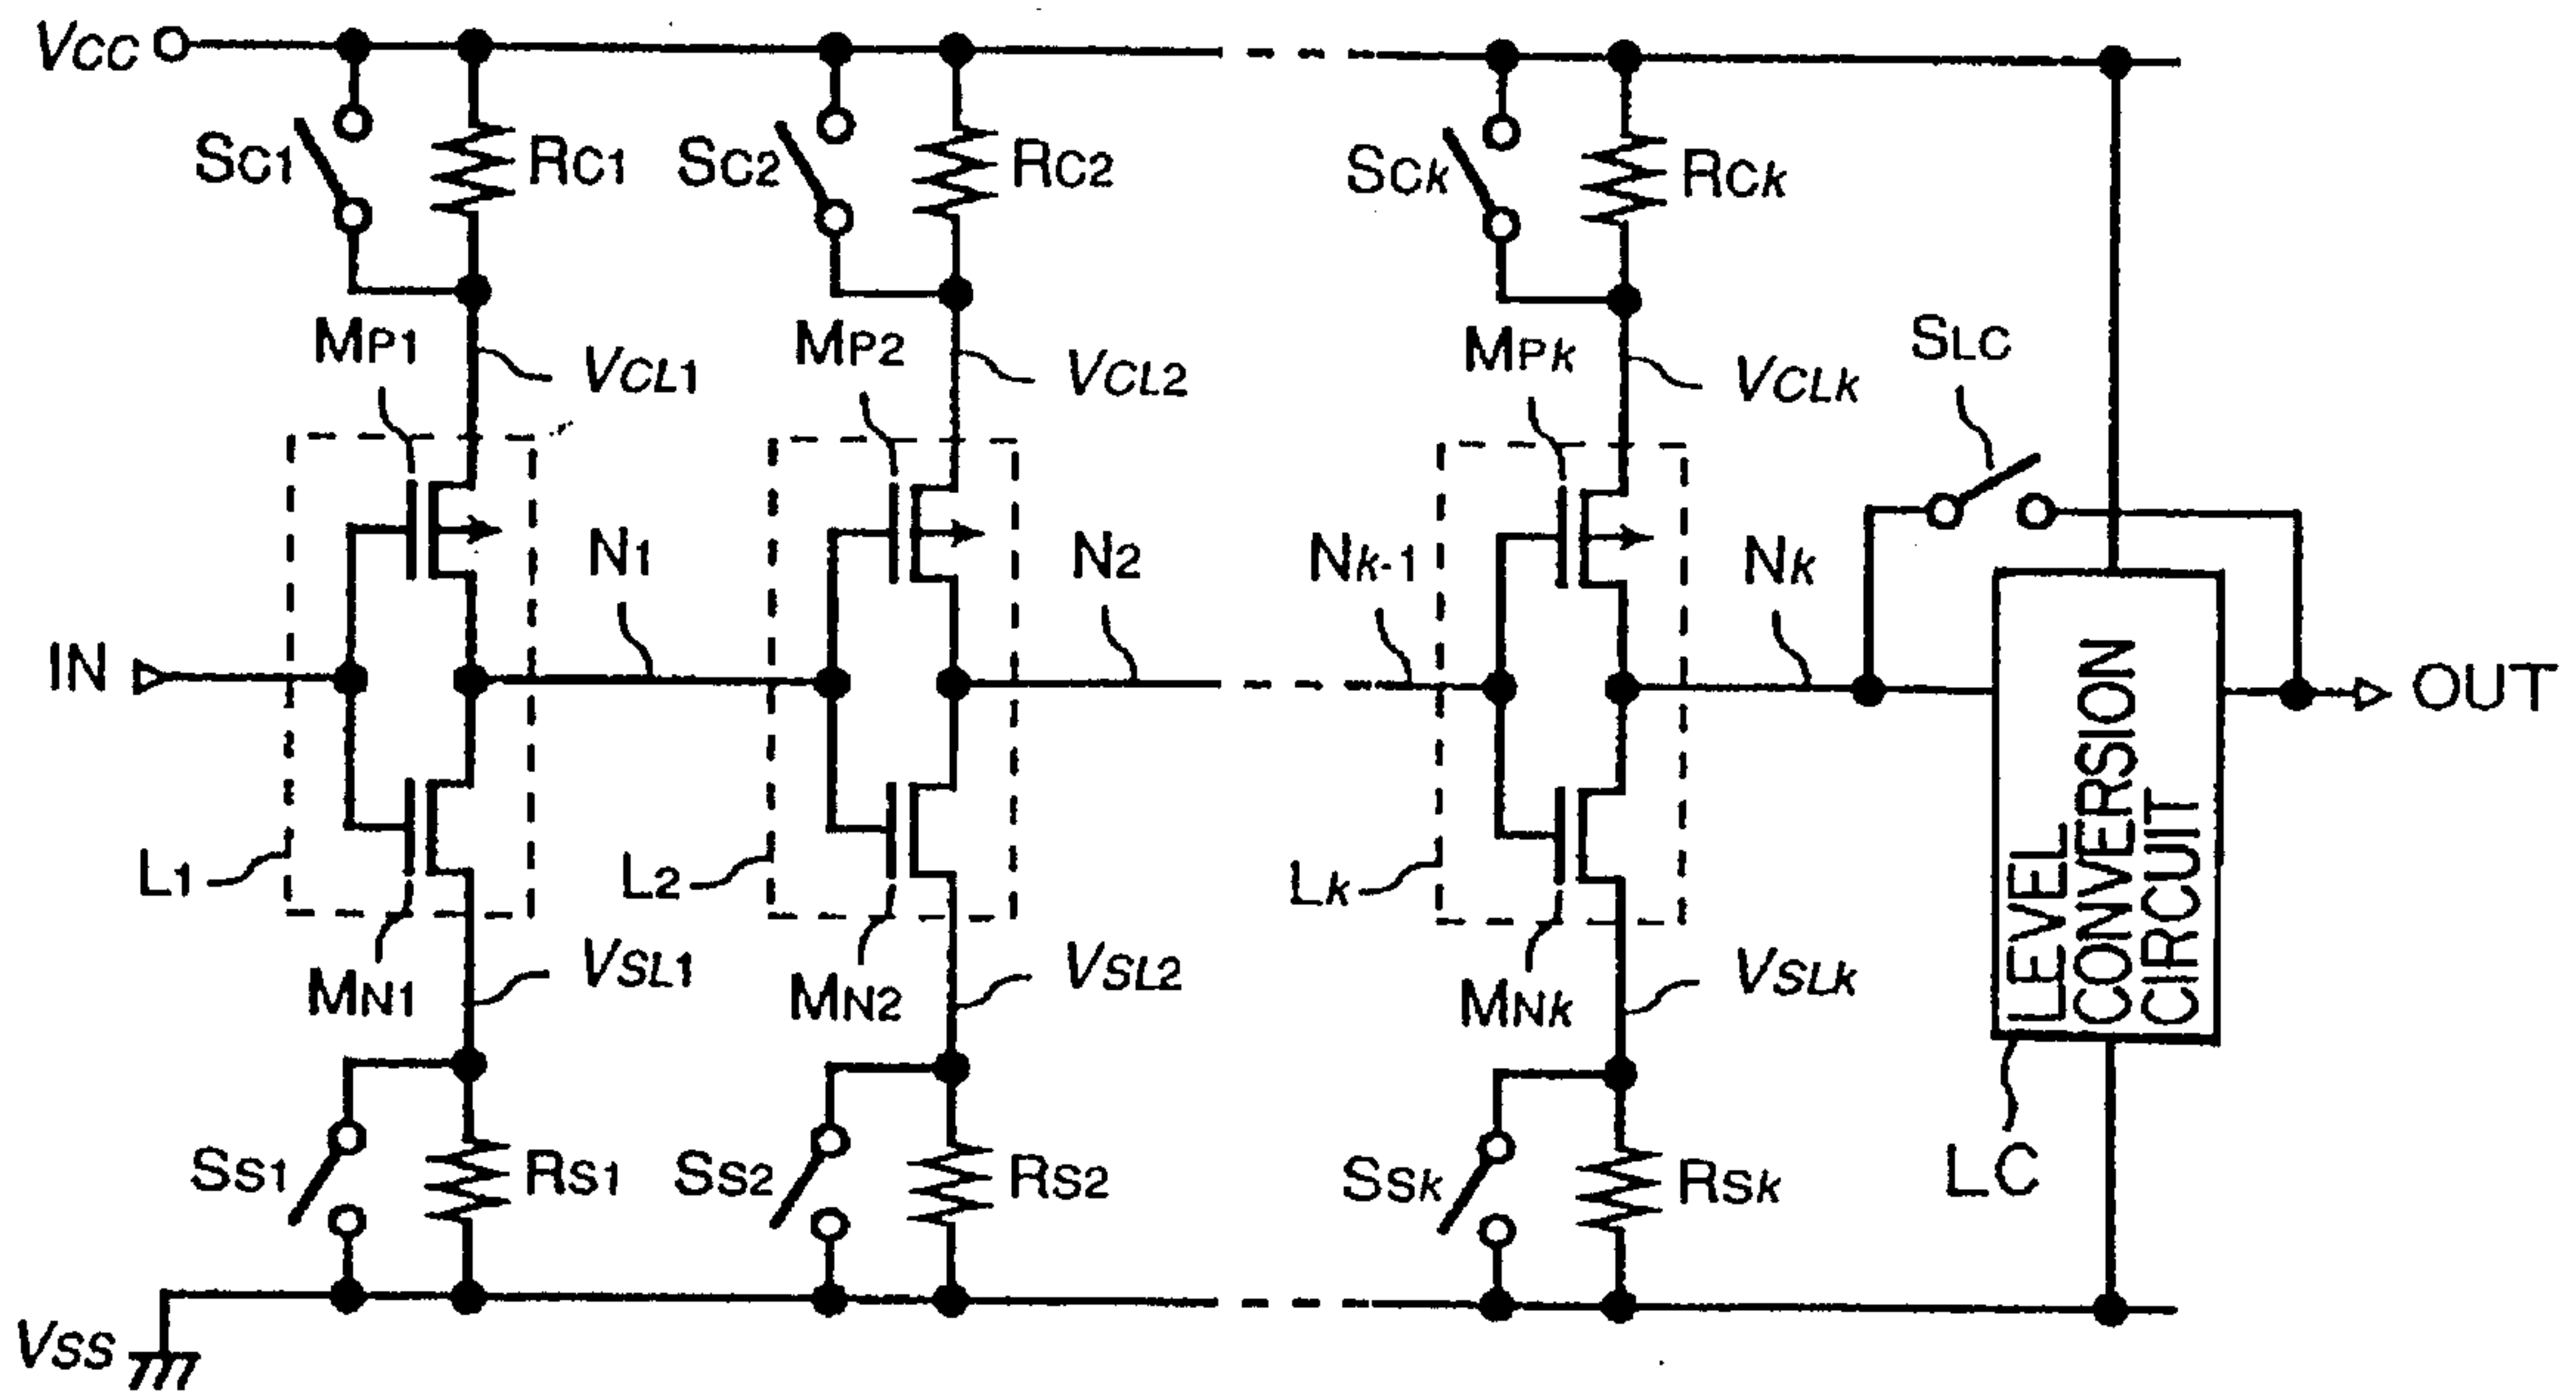 VCC
SC1
RC1
SC2
RC2
SCk
RCk
MP1
VCL1
MP2
VCL2
MPk
VCLk
SLC
N1
N2
Nk-1
Nk
IN
OUT
LEVEL
CONVERSION
CIRCUIT
L1
L2
Lk
MN1
VSL1
MN2
VSL2
MNk
VSLk
SS1
RS1
SS2
RS2
SSk
RSk
LC
VSS